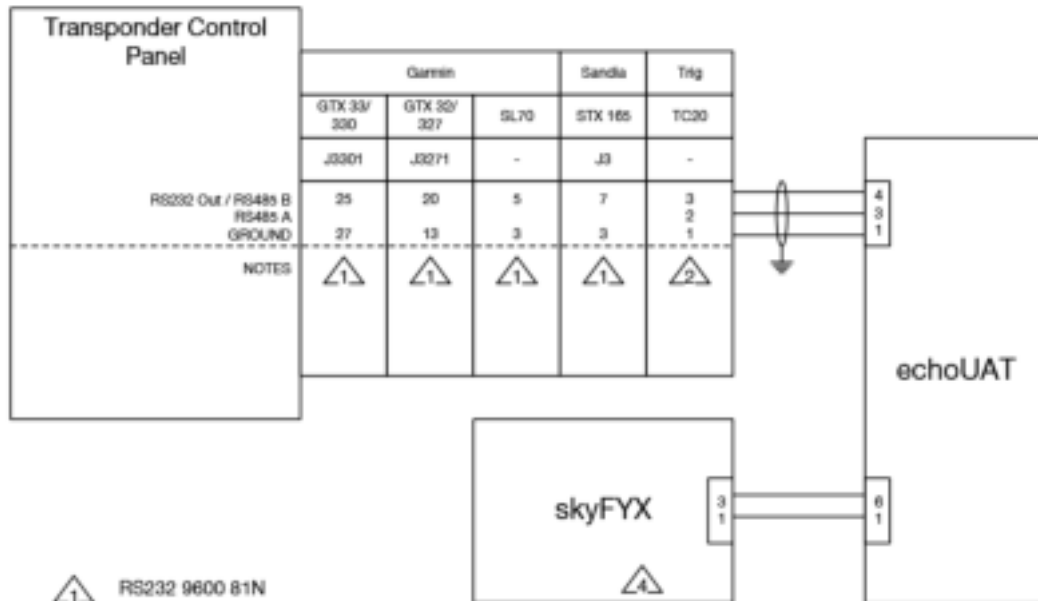 Transponder Control
Panel
Garmin Sandia Trig
GTX 33/
330
GTX 32/
327
SL70
STX 165
TC20
J3301 J3271 - J3 -
RS232 Out / RS485 B 25 20 5 7 3
RS485 A 2
GROUND 27 13 3 3 1
NOTES 1 1 1 1 2
4
3
1
echoUAT
skyFYX
3
1
6
1
4
1 RS232 9600 81N